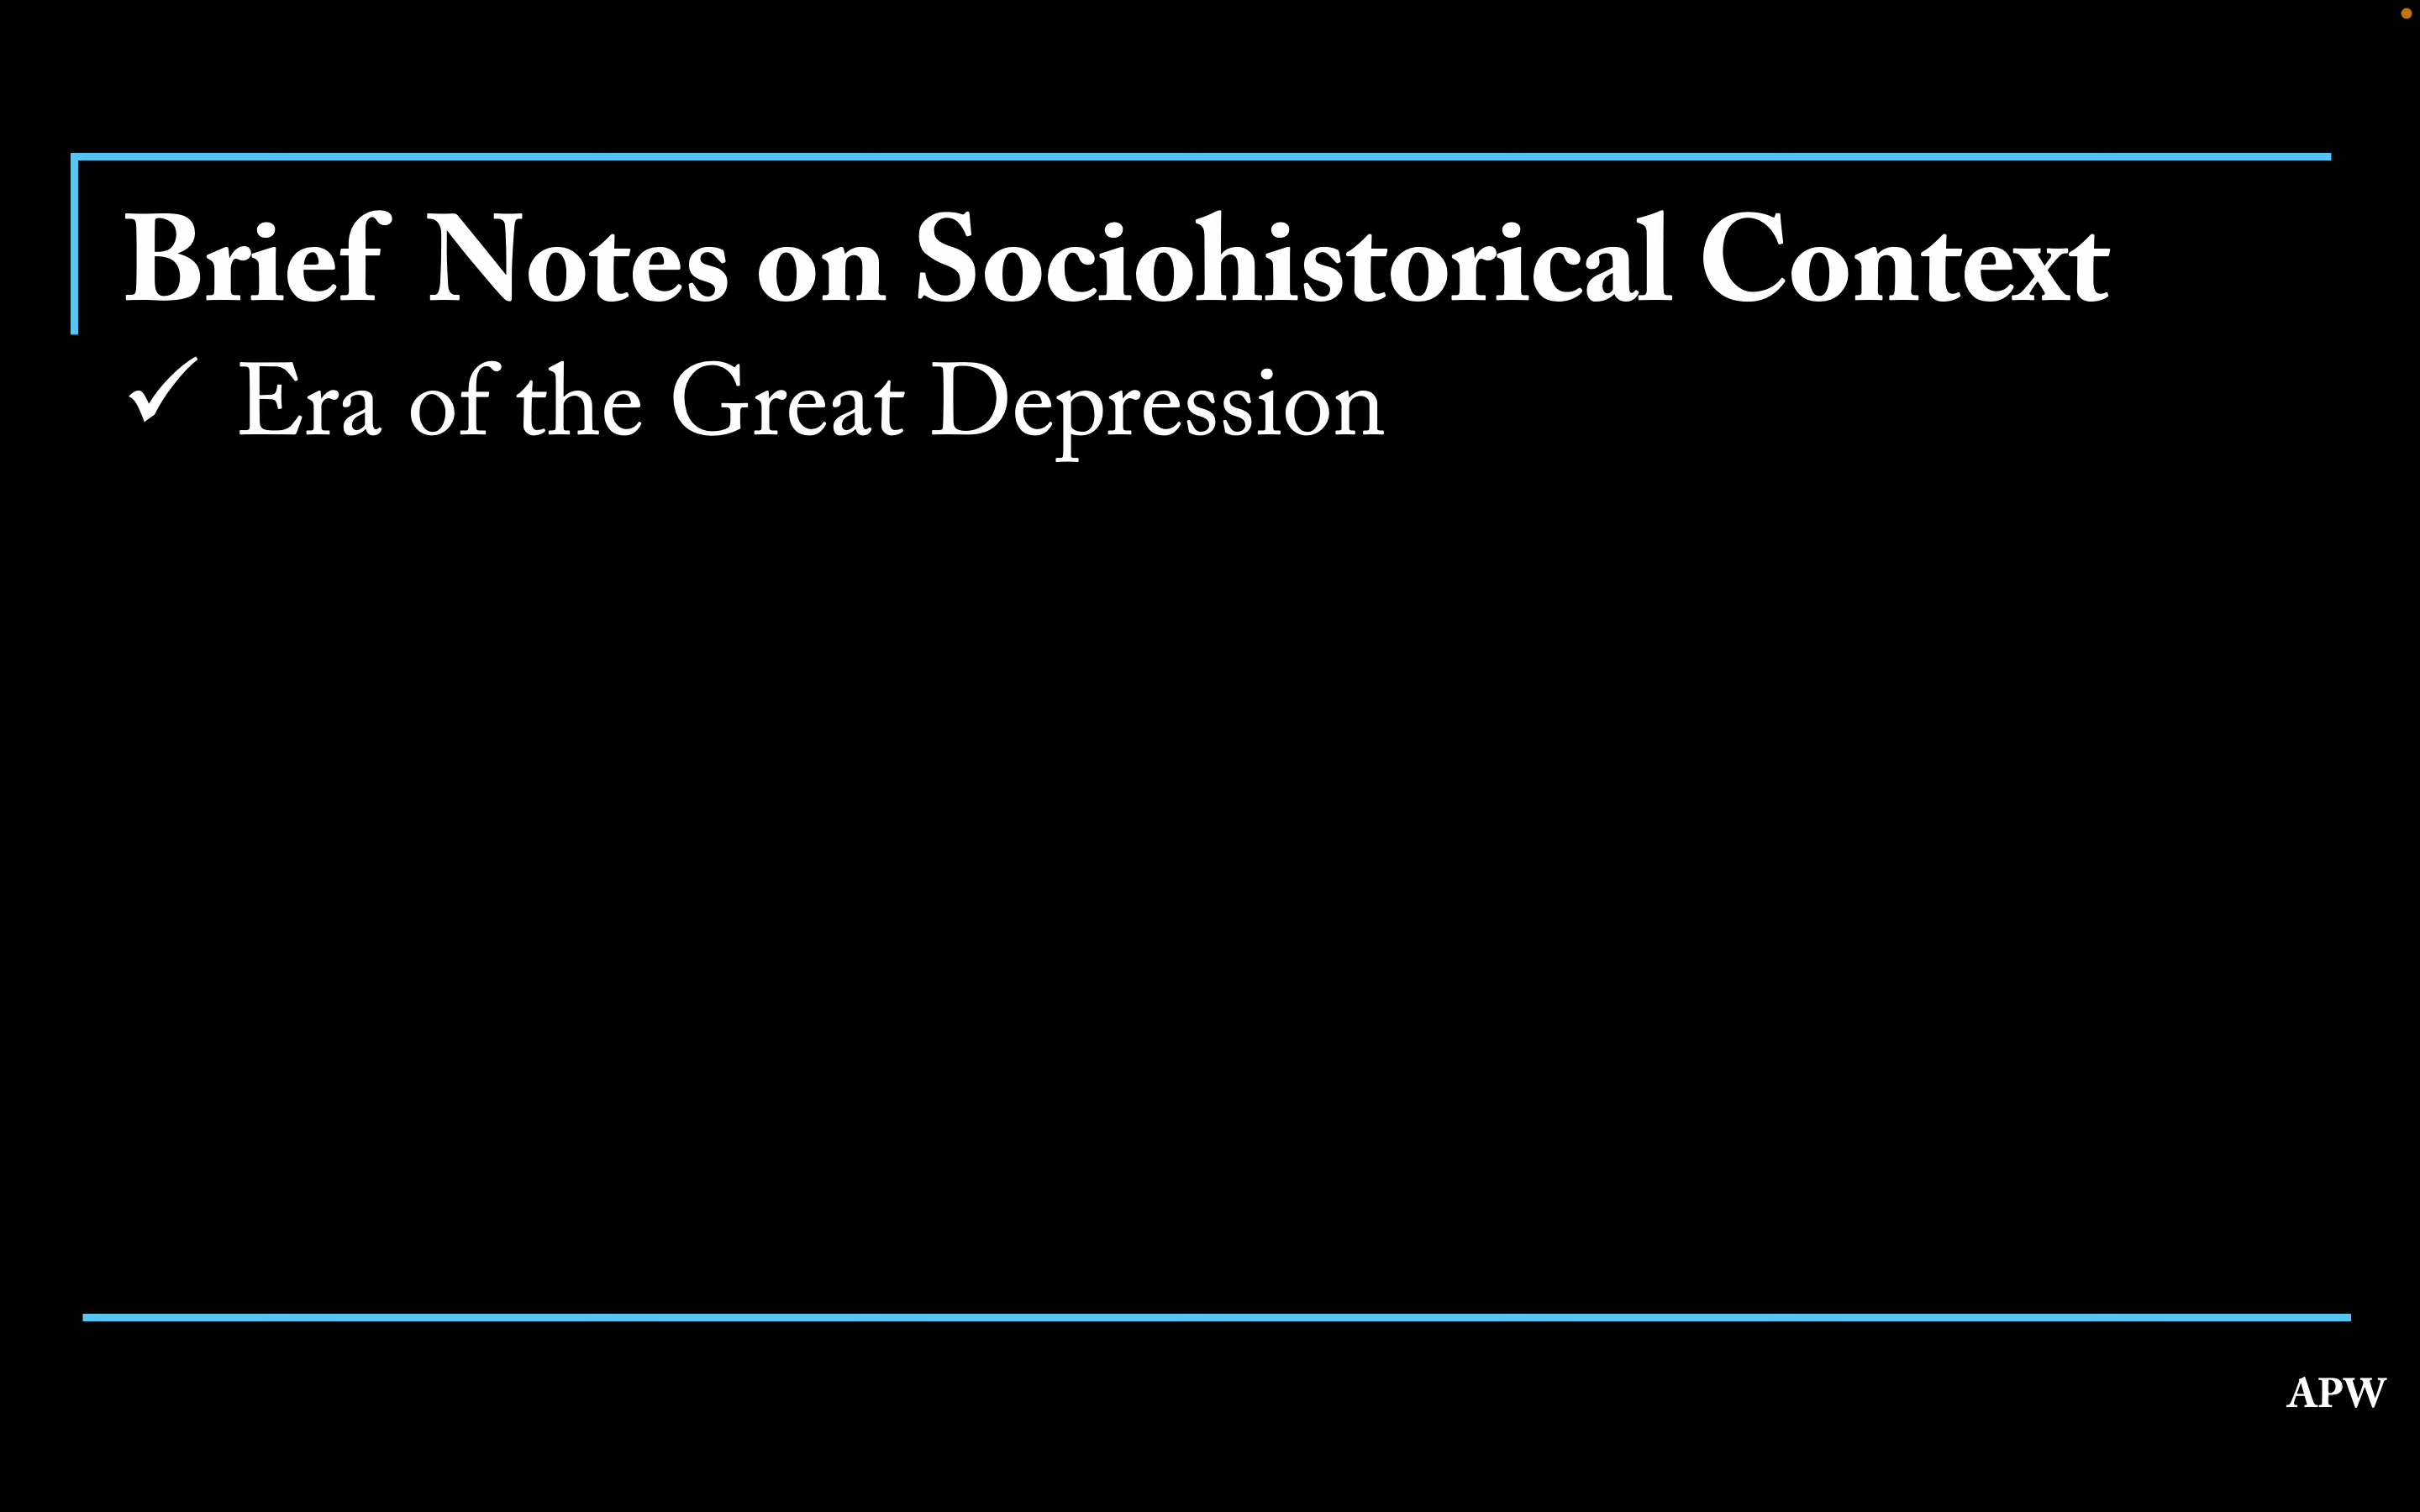 Brief Notes on Sociohistorical Context
✓ Era of the Great Depression
APW